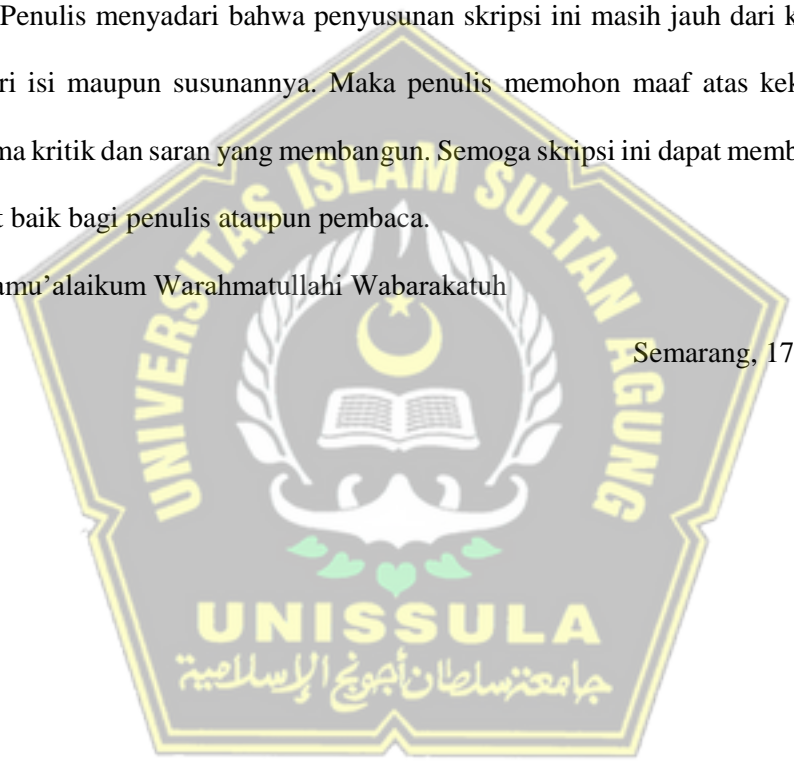 Penulis menyadari bahwa penyusunan skripsi ini masih jauh dari k
ri isi maupun susunannya. Maka penulis memohon maaf atas kek
ma kritik dan saran yang membangun. Semoga skripsi ini dapat memb
t baik bagi penulis ataupun pembaca.
amu’alaikum Warahmatullahi Wabarakatuh
Semarang, 17
UNIVERSITAS ISLAM SULTAN AGUNG
UNISSULA
جامعتنسلطان أجونج الإسلامية